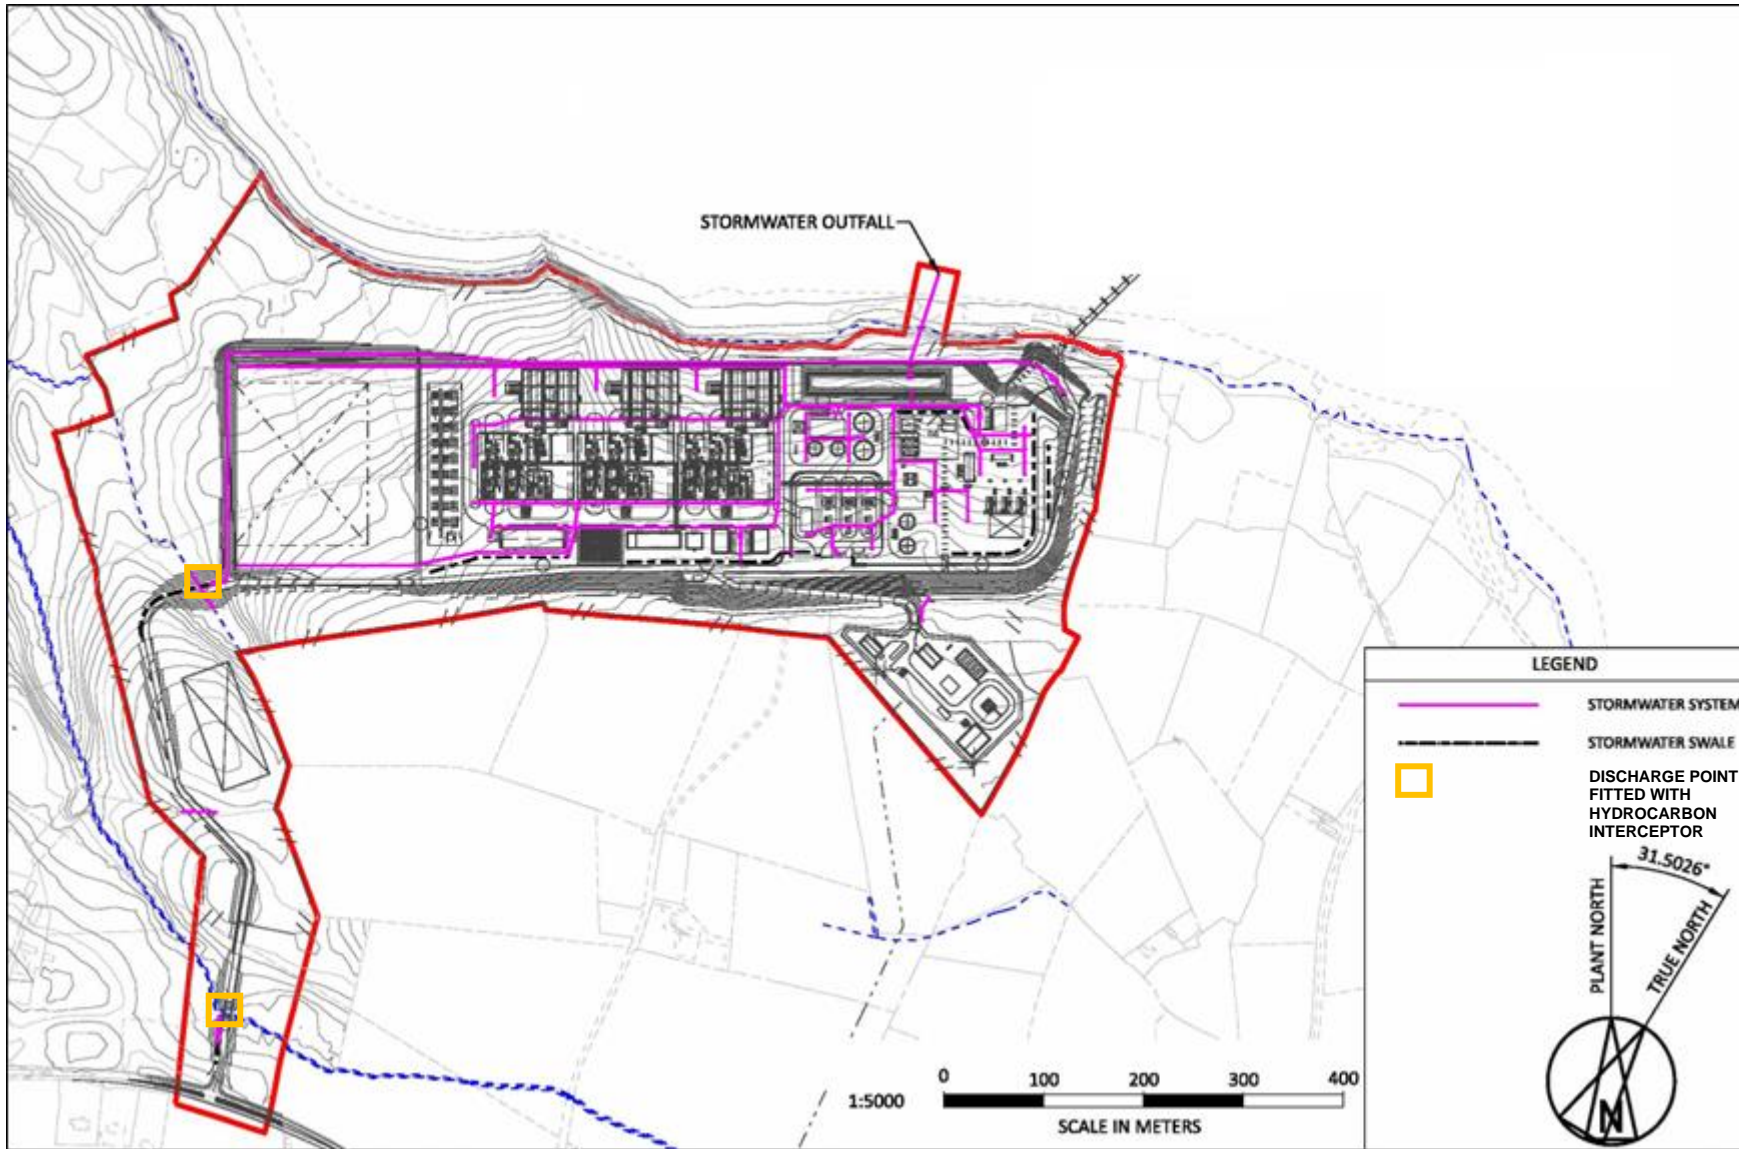 STORMWATER OUTFALL
LEGEND
STORMWATER SYSTEM
STORMWATER SWALE
DISCHARGE POINT
FITTED WITH
HYDROCARBON
INTERCEPTOR
31.5026°
PLANT NORTH
TRUE NORTH
N
0 100 200 300 400
1:5000
SCALE IN METERS